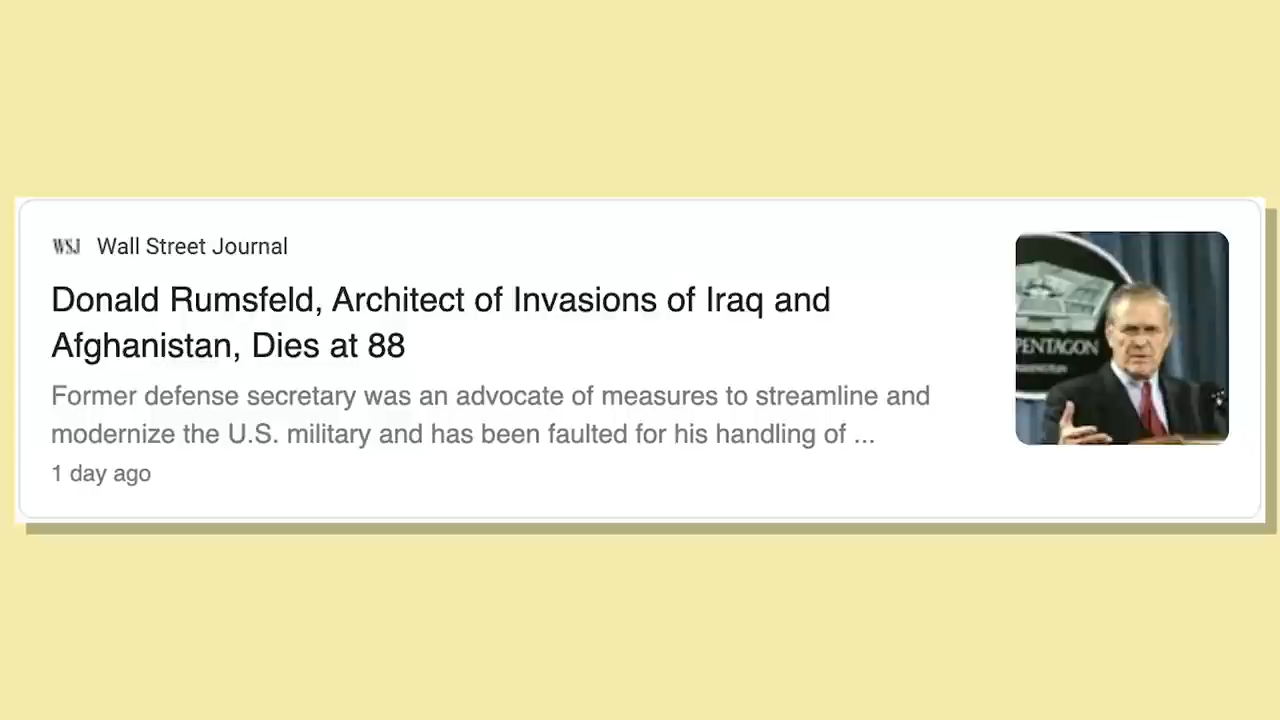 WSJ Wall Street Journal
Donald Rumsfeld, Architect of Invasions of Iraq and
Afghanistan, Dies at 88
Former defense secretary was an advocate of measures to streamline and
modernize the U.S. military and has been faulted for his handling of ...
1 day ago
PENTAGON